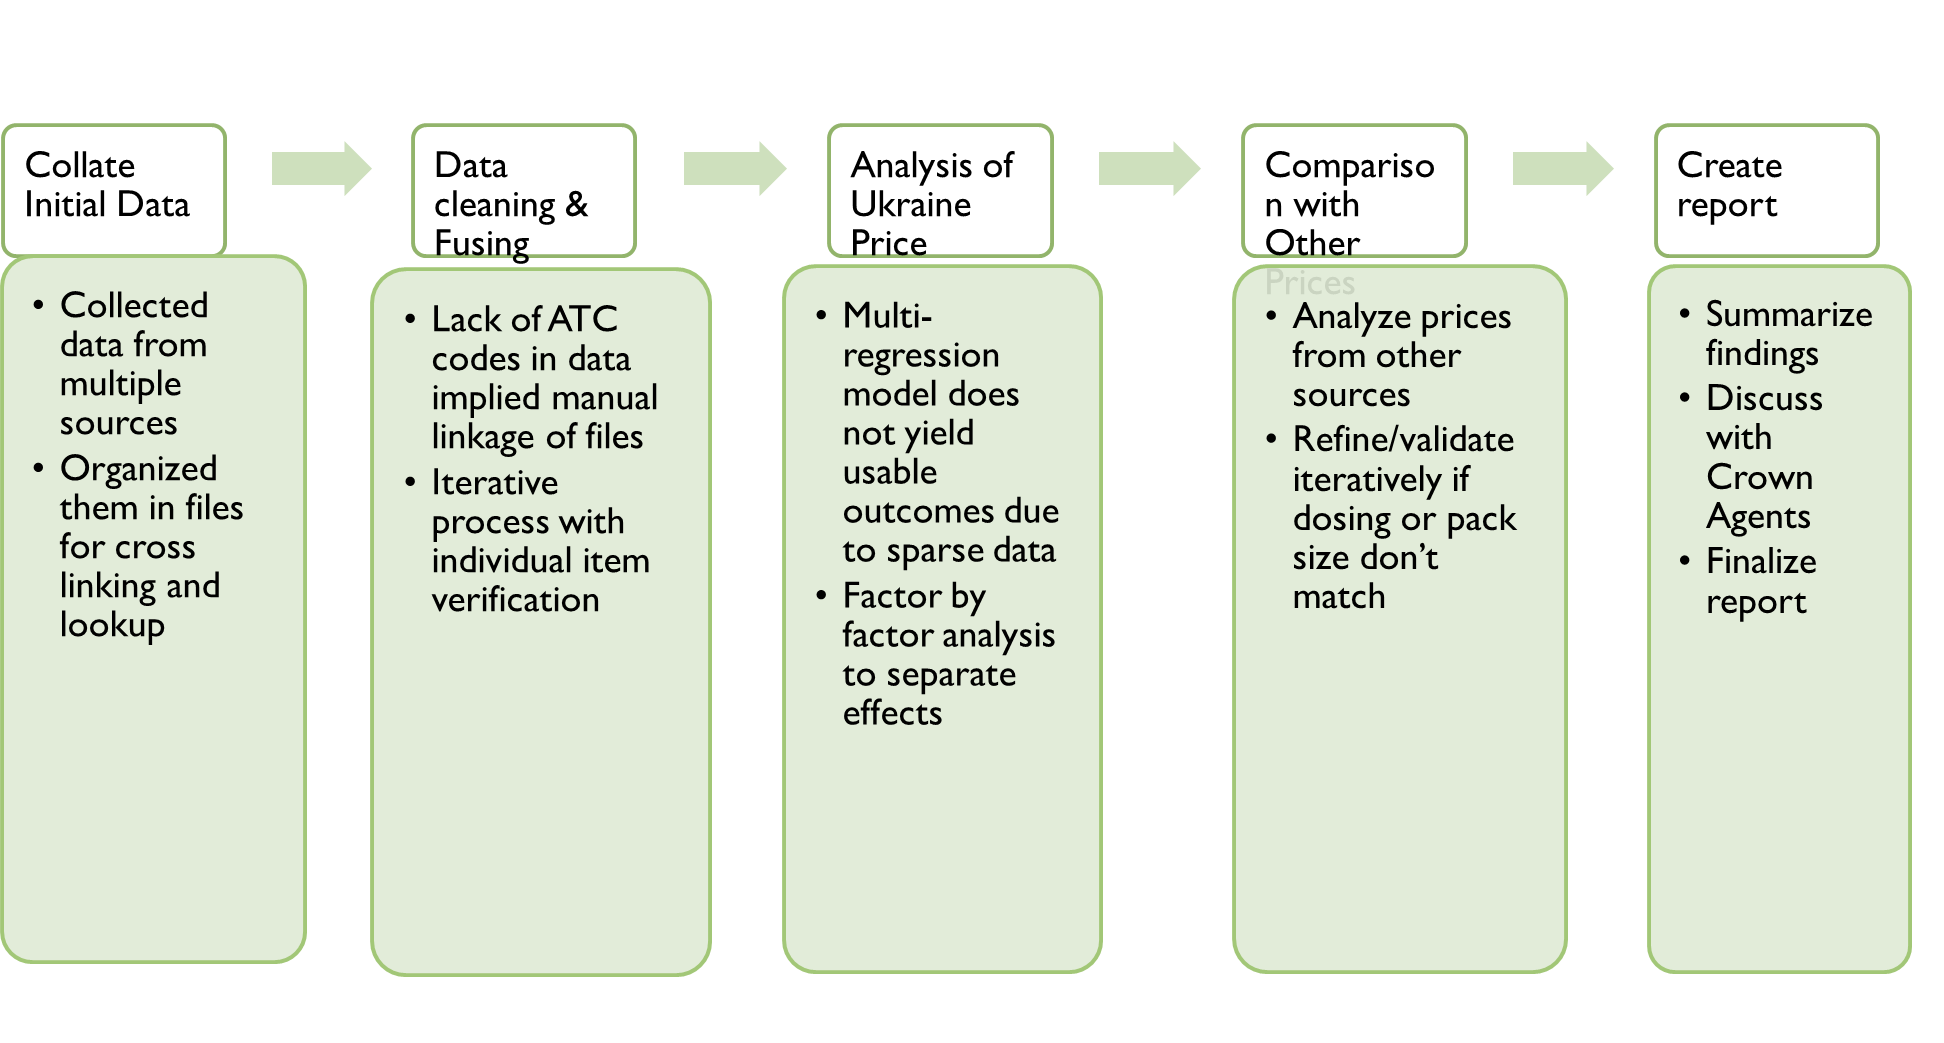 Collate
Initial Data
• Collected
data from
multiple
sources
• Organized
them in files
for cross
linking and
lookup
Data
cleaning &
Fusing
• Lack of ATC
codes in data
implied manual
linkage of files
• Iterative
process with
individual item
verification
Analysis of
Ukraine
Price
• Multi-
regression
model does
not yield
usable
outcomes due
to sparse data
• Factor by
factor analysis
to separate
effects
Compariso
n with
Other
Prices
• Analyze prices
from other
sources
• Refine/validate
iteratively if
dosing or pack
size don’t
match
Create
report
• Summarize
findings
• Discuss
with
Crown
Agents
• Finalize
report